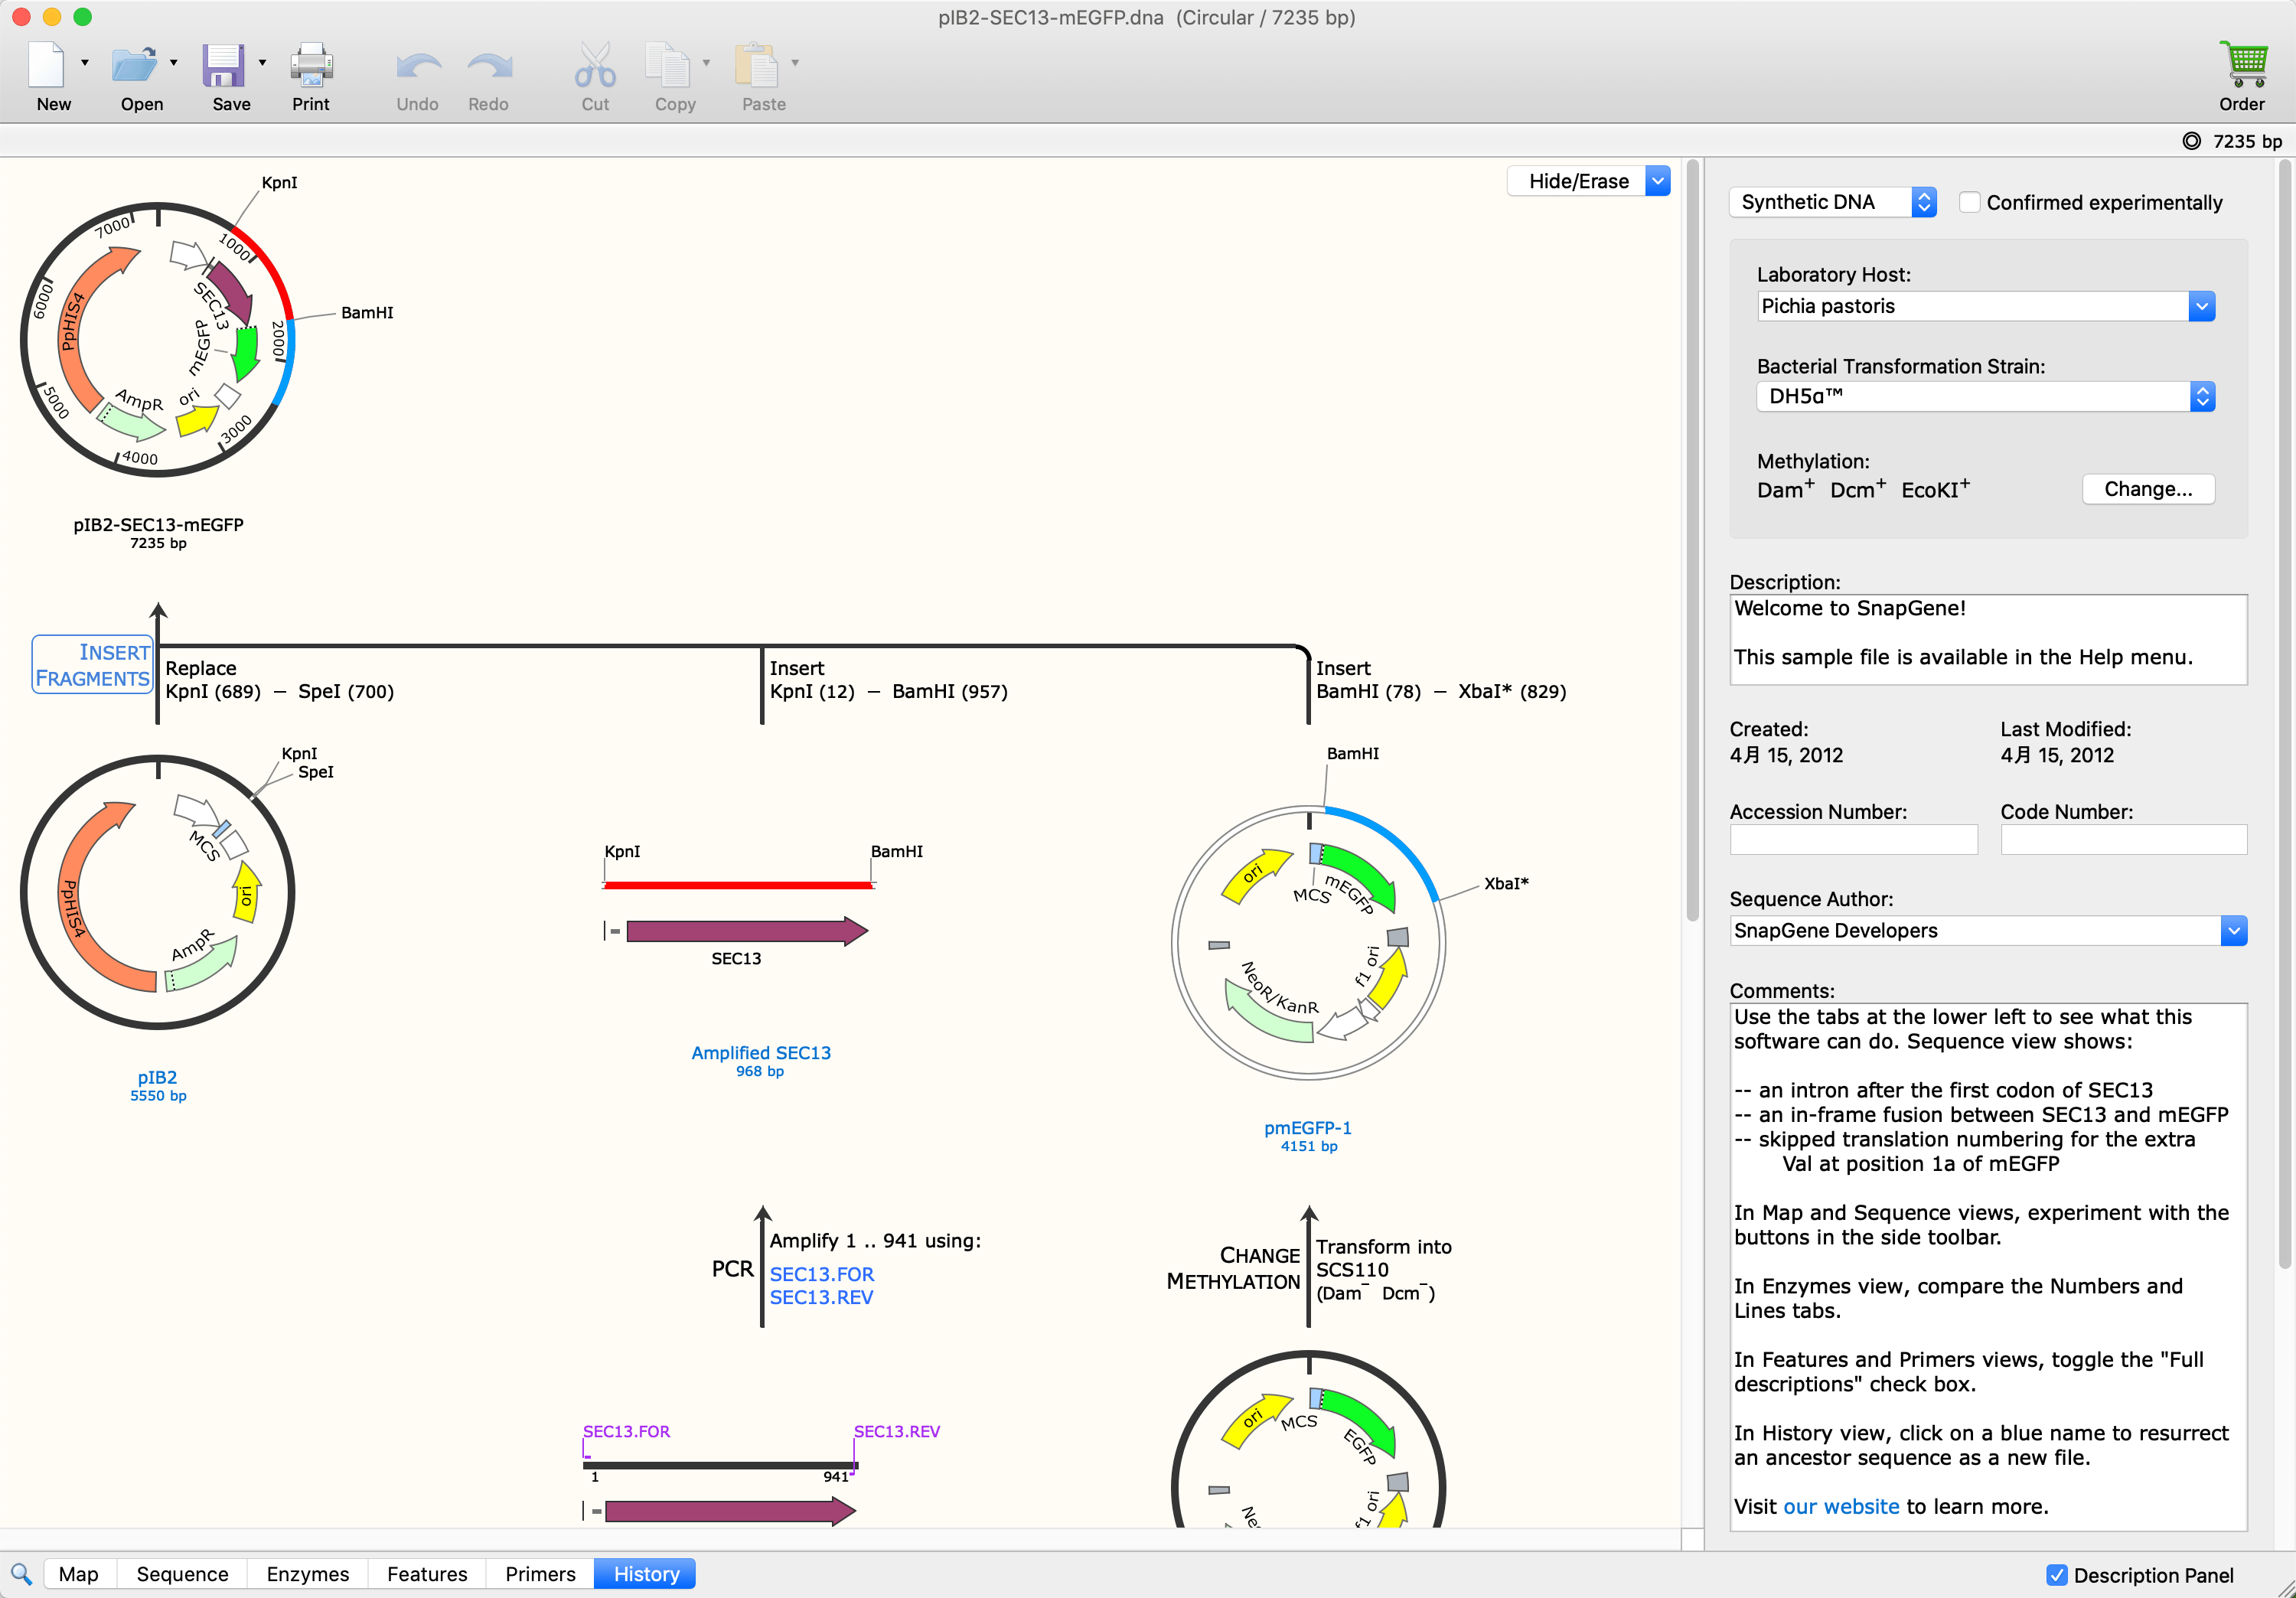 pIB2-SEC13-mEGFP.dna (Circular / 7235 bp)
New
Open
Save
Print
Undo
Redo
Cut
Copy
Paste
Order
7235 bp
Hide/Erase
KpnI
BamHI
1000
2000
3000
4000
5000
6000
7000
SEC13
mEGFP
ori
AmpR
PpHIS4
pIB2-SEC13-mEGFP
7235 bp
INSERT
FRAGMENTS
Replace
KpnI (689) – SpeI (700)
Insert
KpnI (12) – BamHI (957)
Insert
BamHI (78) – XbaI* (829)
KpnI
SpeI
MCS
ori
AmpR
PpHIS4
pIB2
5550 bp
KpnI
BamHI
SEC13
Amplified SEC13
968 bp
BamHI
XbaI*
ori
MCS
mEGFP
f1 ori
NeoR/KanR
pmEGFP-1
4151 bp
PCR
Amplify 1 .. 941 using:
SEC13.FOR
SEC13.REV
CHANGE
METHYLATION
Transform into
SCS110
(Dam⁻ Dcm⁻)
SEC13.FOR
SEC13.REV
1
941
ori
MCS
EGFP
f1 ori
Synthetic DNA
Confirmed experimentally
Laboratory Host:
Pichia pastoris
Bacterial Transformation Strain:
DH5α™
Methylation:
Dam⁺ Dcm⁺ EcoKI⁺
Change...
Description:
Welcome to SnapGene!
This sample file is available in the Help menu.
Created:
4月 15, 2012
Last Modified:
4月 15, 2012
Accession Number:
Code Number:
Sequence Author:
SnapGene Developers
Comments:
Use the tabs at the lower left to see what this
software can do. Sequence view shows:
-- an intron after the first codon of SEC13
-- an in-frame fusion between SEC13 and mEGFP
-- skipped translation numbering for the extra
Val at position 1a of mEGFP
In Map and Sequence views, experiment with the
buttons in the side toolbar.
In Enzymes view, compare the Numbers and
Lines tabs.
In Features and Primers views, toggle the "Full
descriptions" check box.
In History view, click on a blue name to resurrect
an ancestor sequence as a new file.
Visit our website to learn more.
Map
Sequence
Enzymes
Features
Primers
History
Description Panel